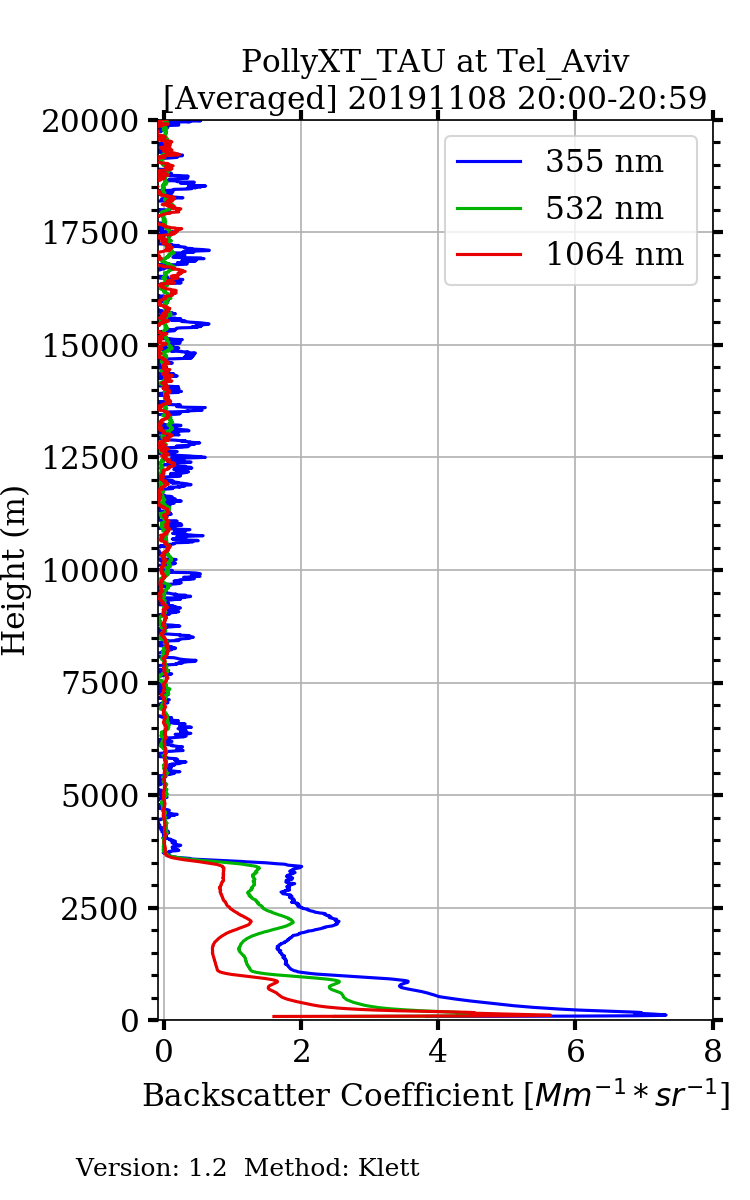 PollyXT_TAU at Tel_Aviv
[Averaged] 20191108 20:00-20:59
355 nm
532 nm
1064 nm
20000
17500
15000
12500
10000
7500
5000
2500
0
Height (m)
0 2 4 6 8
Backscatter Coefficient [Mm⁻¹ * sr⁻¹]
Version: 1.2 Method: Klett